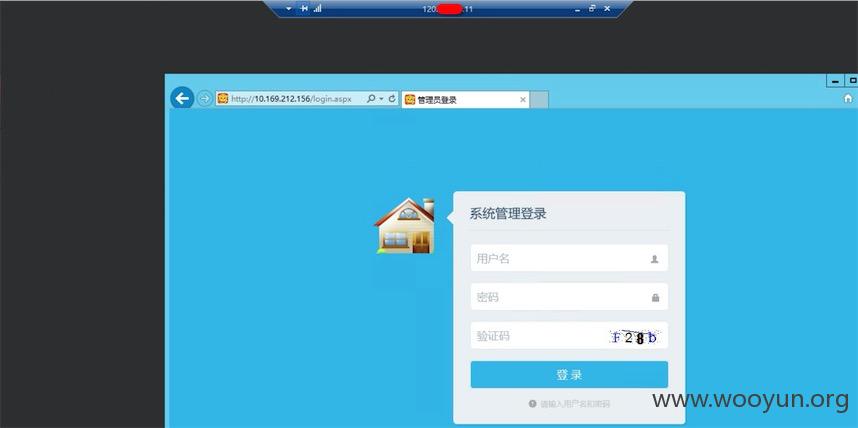 120. .11
http://10.169.212.156/login.aspx
管理员登录
系统管理登录
用户名
密码
验证码
F28b
登 录
请输入用户名和密码
www.wooyun.org